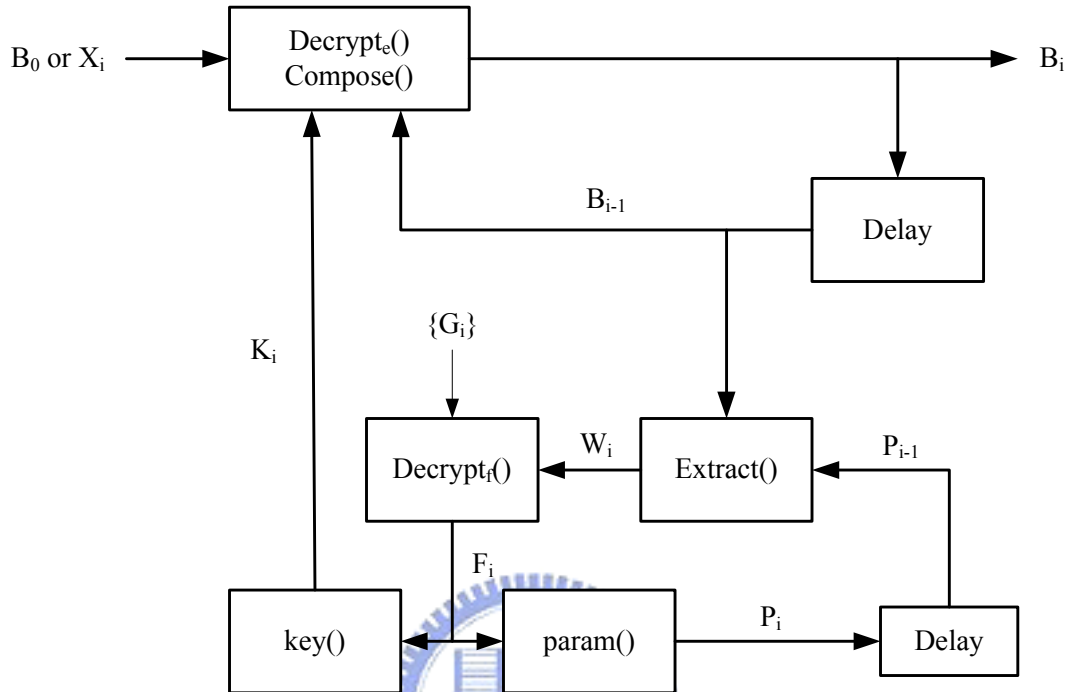 Decryptₑ()
Compose()
B₀ or Xᵢ
Bᵢ
Bᵢ₋₁
Delay
{Gᵢ}
Kᵢ
Decrypt_f()
Wᵢ
Extract()
Pᵢ₋₁
Fᵢ
key()
param()
Pᵢ
Delay